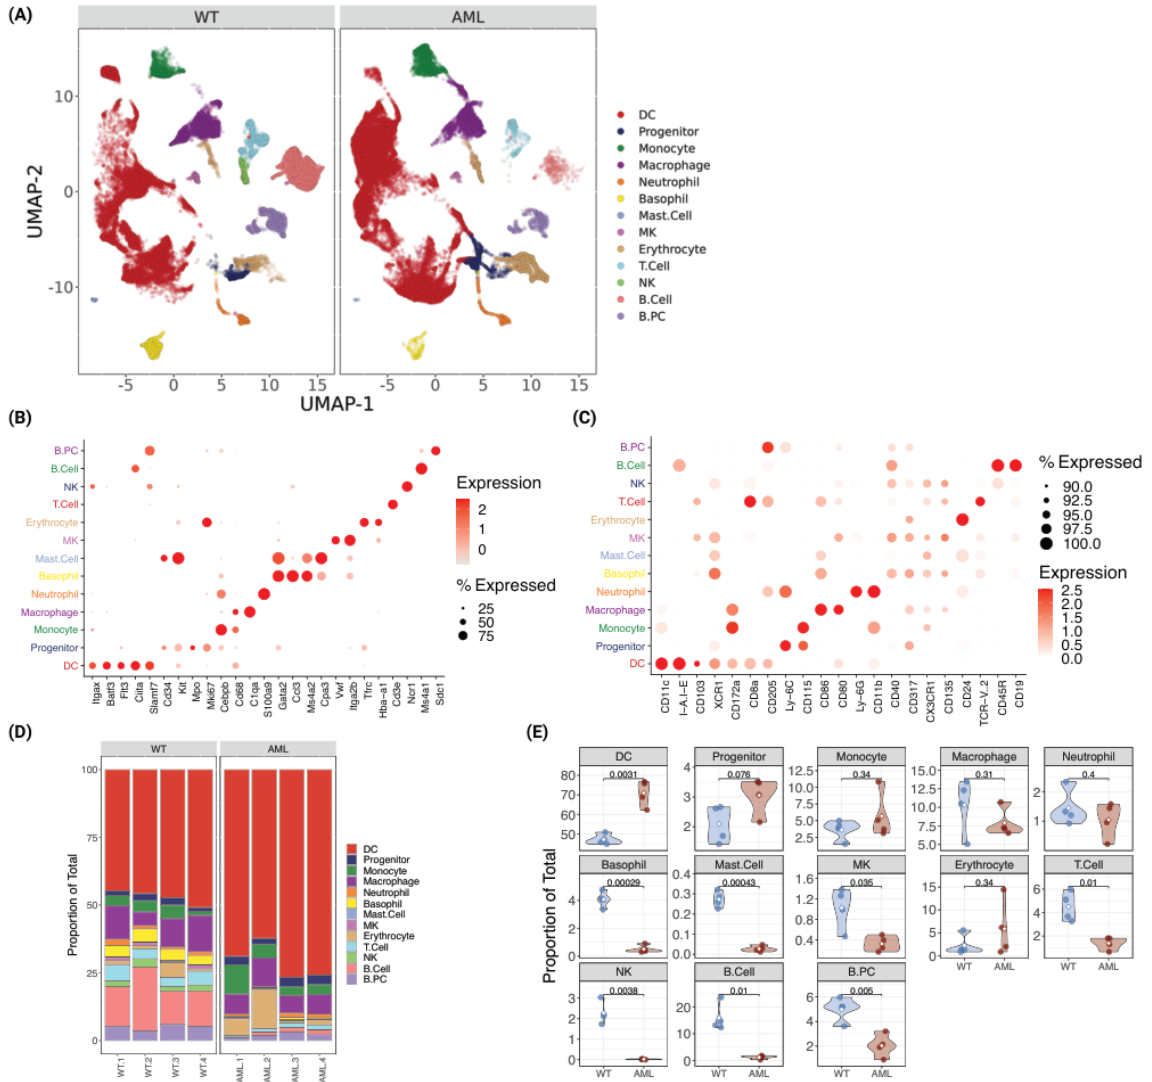 (A)
WT
AML
UMAP-2
10
0
-10
-5
0
5
10
15
-5
0
5
10
15
UMAP-1
DC
Progenitor
Monocyte
Macrophage
Neutrophil
Basophil
Mast.Cell
MK
Erythrocyte
T.Cell
NK
B.Cell
B.PC
(B)
B.PC
B.Cell
NK
T.Cell
Erythrocyte
MK
Mast.Cell
Basophil
Neutrophil
Macrophage
Monocyte
Progenitor
DC
Itgax
Batf3
Flt3
Ciita
Slamf7
Cd34
Kit
Mpo
Mki67
Cebpb
Cd68
C1qa
S100a9
Gata2
Ccl3
Ms4a2
Cpa3
Vwf
Itga2b
Tfrc
Hba-a1
Cd3e
Ncr1
Ms4a1
Sdc1
Expression
2
1
0
% Expressed
25
50
75
(C)
B.PC
B.Cell
NK
T.Cell
Erythrocyte
MK
Mast.Cell
Basophil
Neutrophil
Macrophage
Monocyte
Progenitor
DC
CD11c
I-A.I-E
CD103
XCR1
CD172a
CD8a
CD205
Ly-6C
CD115
CD86
CD80
Ly-6G
CD11b
CD40
CD317
CX3CR1
CD135
CD24
TCR-V..2
CD45R
CD19
% Expressed
90.0
92.5
95.0
97.5
100.0
Expression
2.5
2.0
1.5
1.0
0.5
0.0
(D)
WT
AML
Proportion of Total
100
75
50
25
0
WT.1
WT.2
WT.3
WT.4
AML.1
AML.2
AML.3
AML.4
DC
Progenitor
Monocyte
Macrophage
Neutrophil
Basophil
Mast.Cell
MK
Erythrocyte
T.Cell
NK
B.Cell
B.PC
(E)
Proportion of Total
DC
0.0031
80
70
60
50
Progenitor
0.076
4
3
2
Monocyte
0.34
12.5
10.0
7.5
5.0
2.5
Macrophage
0.31
15.0
12.5
10.0
7.5
5.0
Neutrophil
0.4
2
1
Basophil
0.00029
4
2
0
Mast.Cell
0.00043
0.4
0.3
0.2
0.1
0.0
MK
0.035
1.6
1.2
0.8
0.4
Erythrocyte
0.34
15
10
5
0
WT
AML
T.Cell
0.01
6
4
2
WT
AML
NK
0.0038
3
2
1
0
WT
AML
B.Cell
0.01
20
10
0
WT
AML
B.PC
0.005
6
4
2
WT
AML